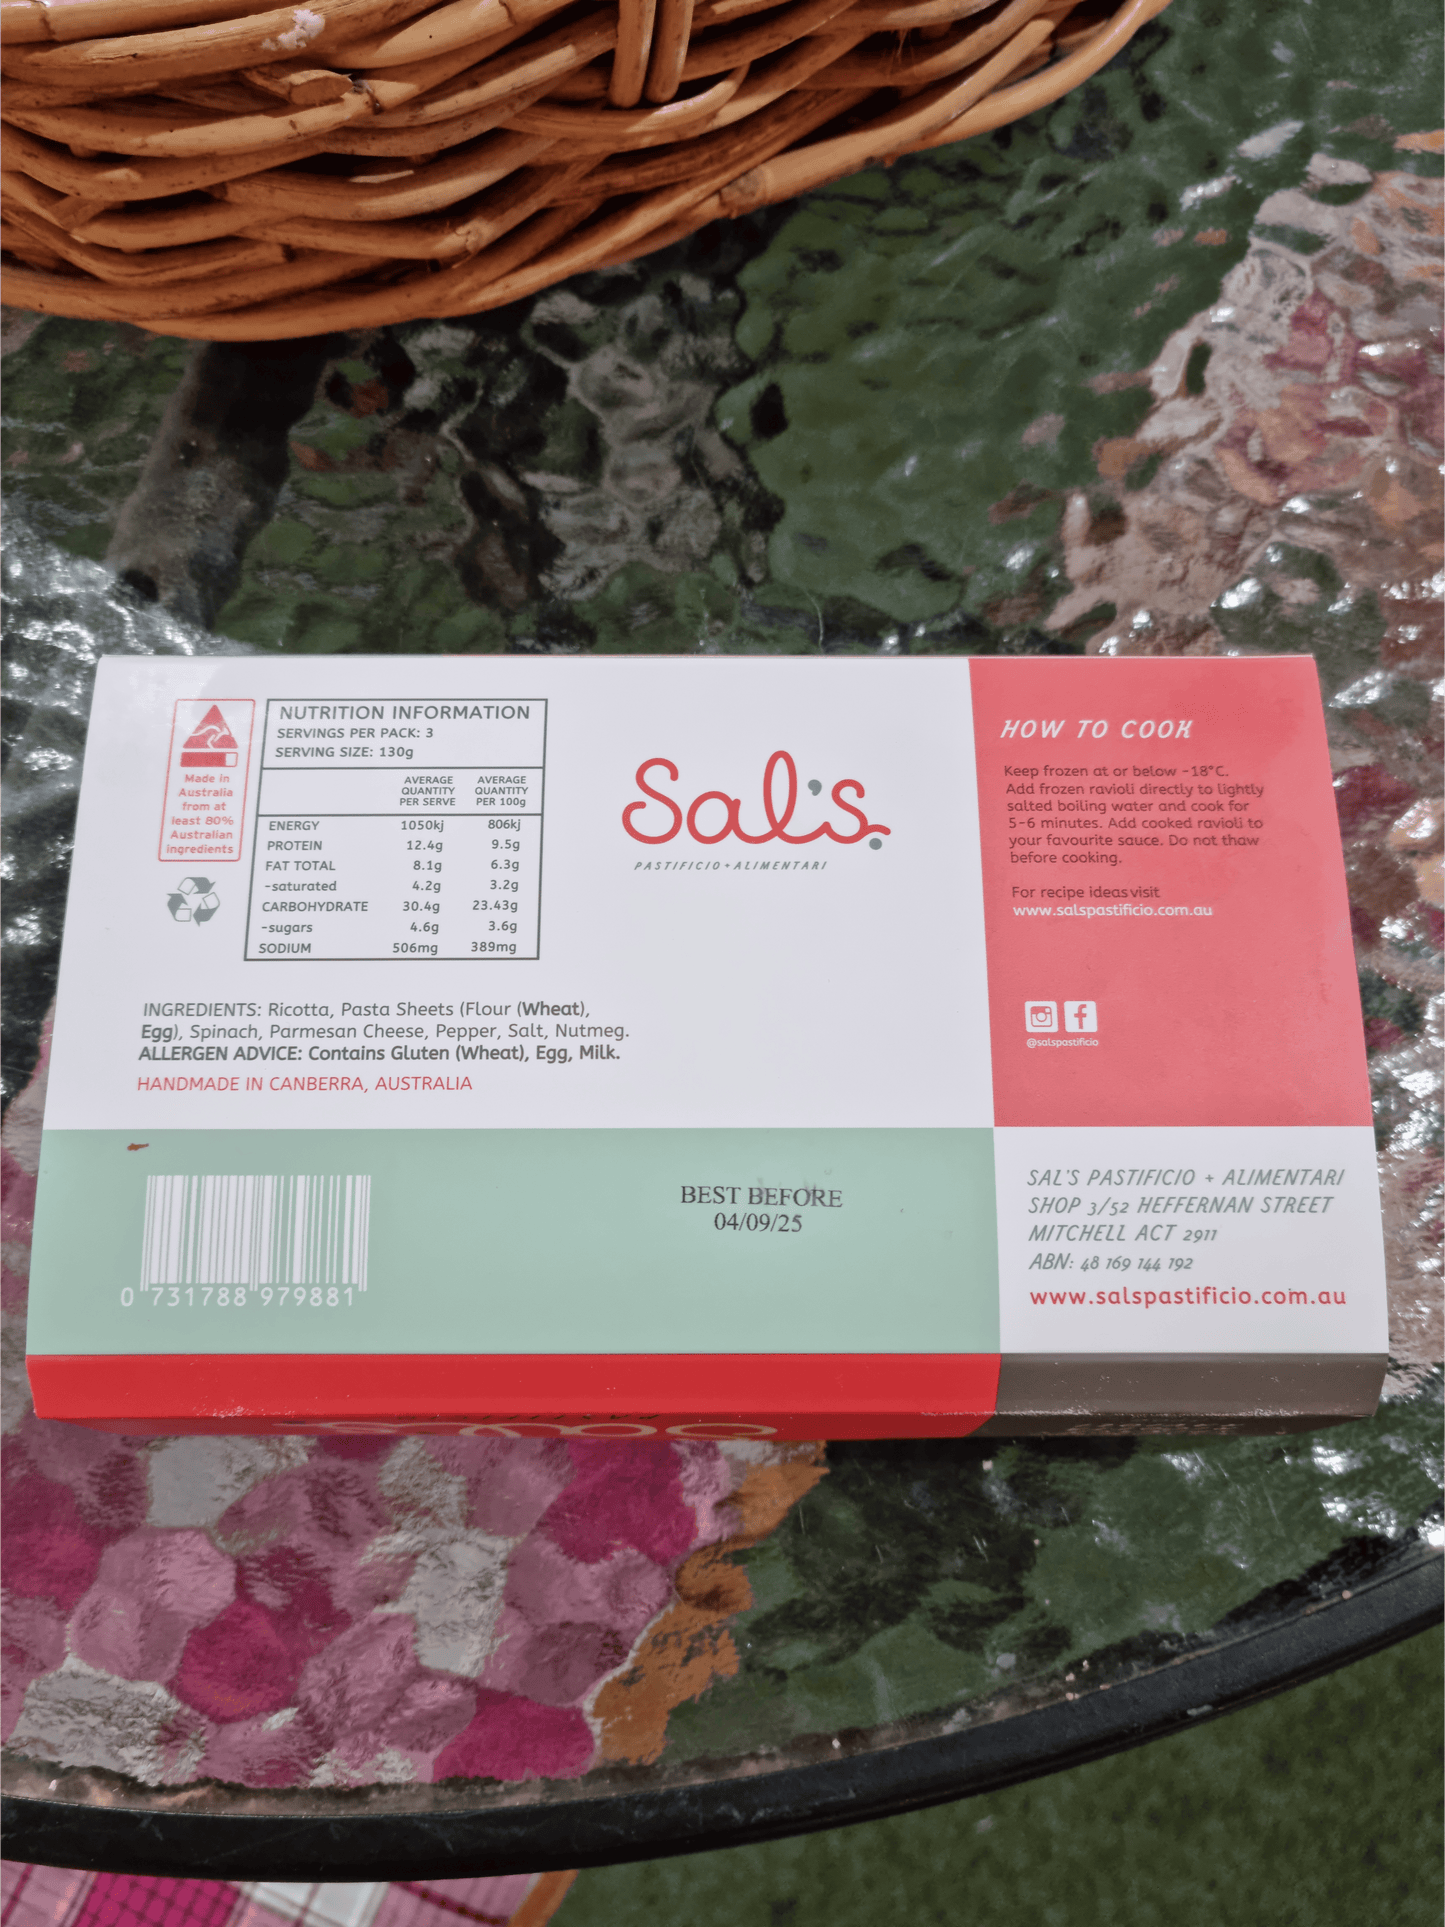 Made in
Australia
from at
least 80%
Australian
ingredients
NUTRITION INFORMATION
SERVINGS PER PACK: 3
SERVING SIZE: 130g
AVERAGE QUANTITY PER SERVE AVERAGE QUANTITY PER 100g
ENERGY 1050kj 806kj
PROTEIN 12.4g 9.5g
FAT TOTAL 8.1g 6.3g
-saturated 4.2g 3.2g
CARBOHYDRATE 30.4g 23.43g
-sugars 4.6g 3.6g
SODIUM 506mg 389mg
INGREDIENTS: Ricotta, Pasta Sheets (Flour (Wheat),
Egg), Spinach, Parmesan Cheese, Pepper, Salt, Nutmeg.
ALLERGEN ADVICE: Contains Gluten (Wheat), Egg, Milk.
HANDMADE IN CANBERRA, AUSTRALIA
Sal's
PASTIFICIO + ALIMENTARI
HOW TO COOK
Keep frozen at or below -18°C.
Add frozen ravioli directly to lightly
salted boiling water and cook for
5-6 minutes. Add cooked ravioli to
your favourite sauce. Do not thaw
before cooking.
For recipe ideas visit
www.salspastificio.com.au
@salspastificio
0 731788 979881
BEST BEFORE
04/09/25
SAL'S PASTIFICIO + ALIMENTARI
SHOP 3/52 HEFFERNAN STREET
MITCHELL ACT 2911
ABN: 48 169 144 192
www.salspastificio.com.au